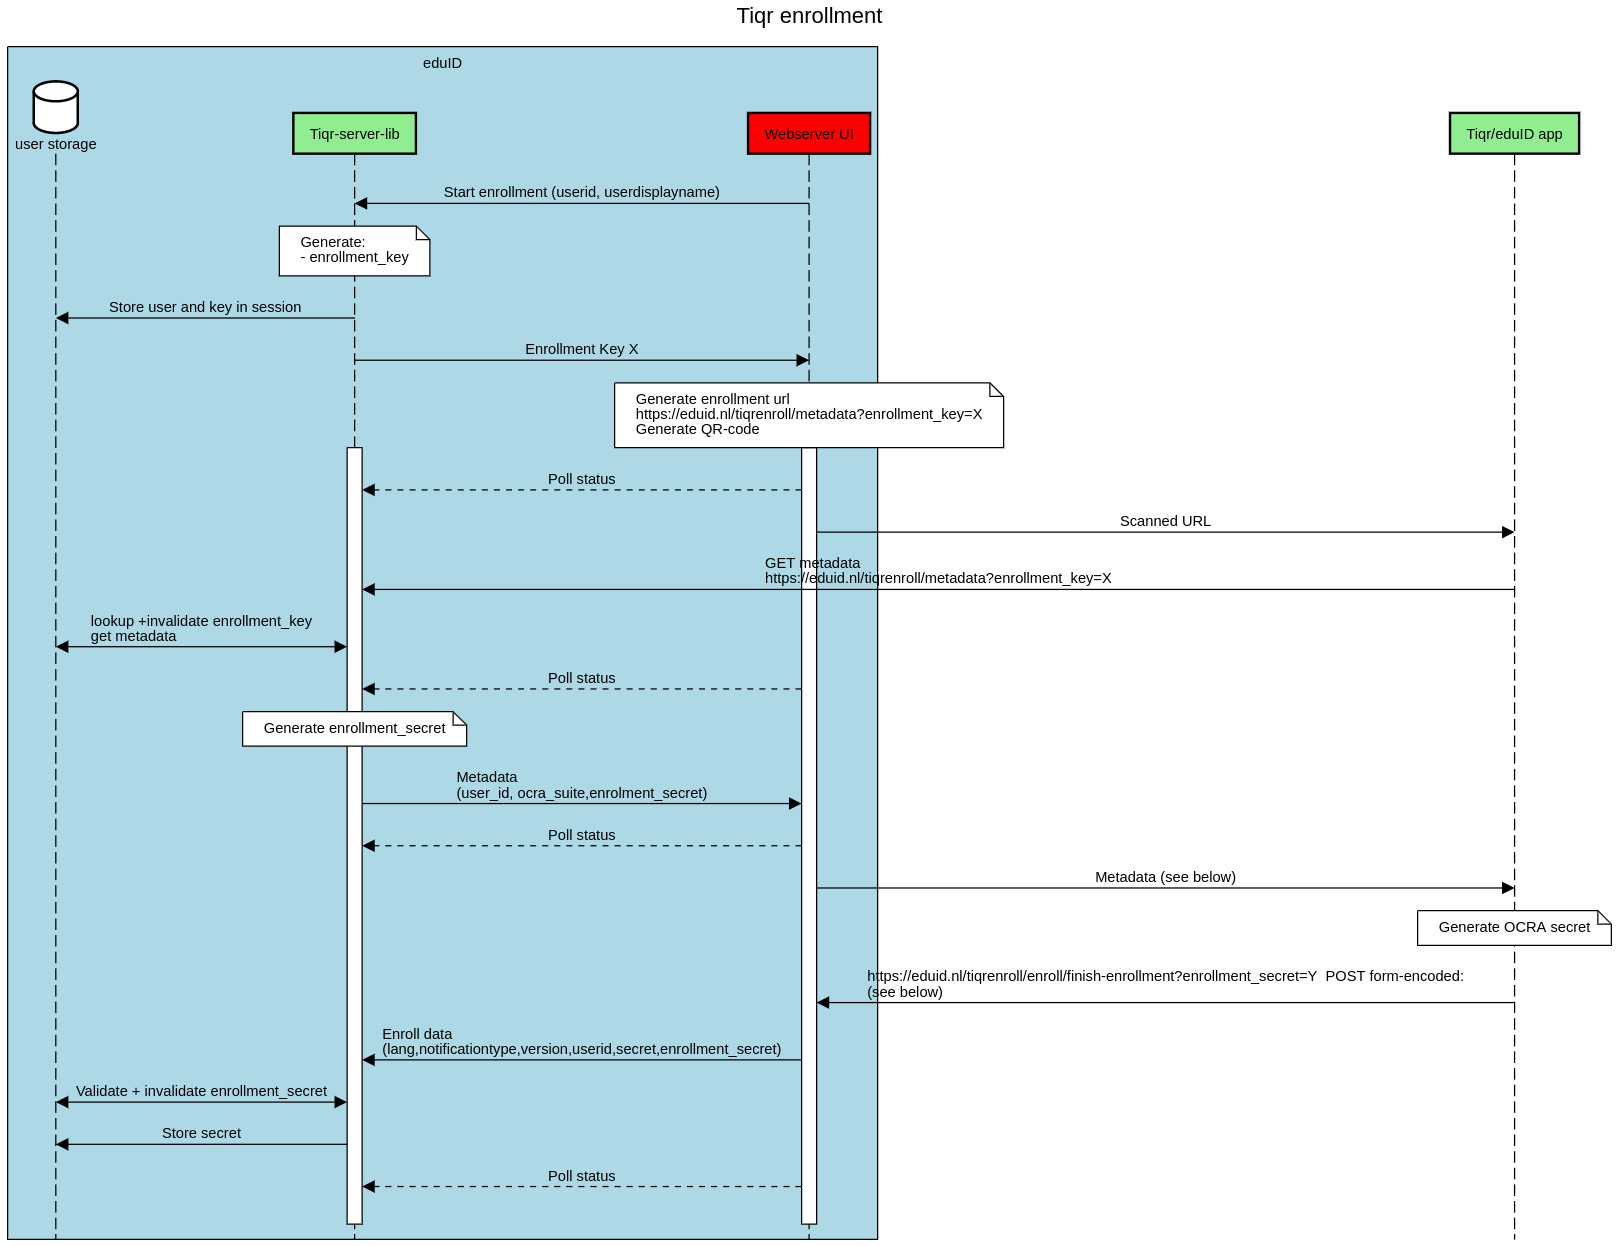 Tiqr enrollment
eduID
user storage
Tiqr-server-lib
Webserver UI
Tiqr/eduID app
Start enrollment (userid, userdisplayname)
Generate:
- enrollment_key
Store user and key in session
Enrollment Key X
Generate enrollment url
https://eduid.nl/tiqrenroll/metadata?enrollment_key=X
Generate QR-code
Poll status
Scanned URL
GET metadata
https://eduid.nl/tiqrenroll/metadata?enrollment_key=X
lookup +invalidate enrollment_key
get metadata
Poll status
Generate enrollment_secret
Metadata
(user_id, ocra_suite,enrolment_secret)
Poll status
Metadata (see below)
Generate OCRA secret
https://eduid.nl/tiqrenroll/enroll/finish-enrollment?enrollment_secret=Y  POST form-encoded:
(see below)
Enroll data
(lang,notificationtype,version,userid,secret,enrollment_secret)
Validate + invalidate enrollment_secret
Store secret
Poll status